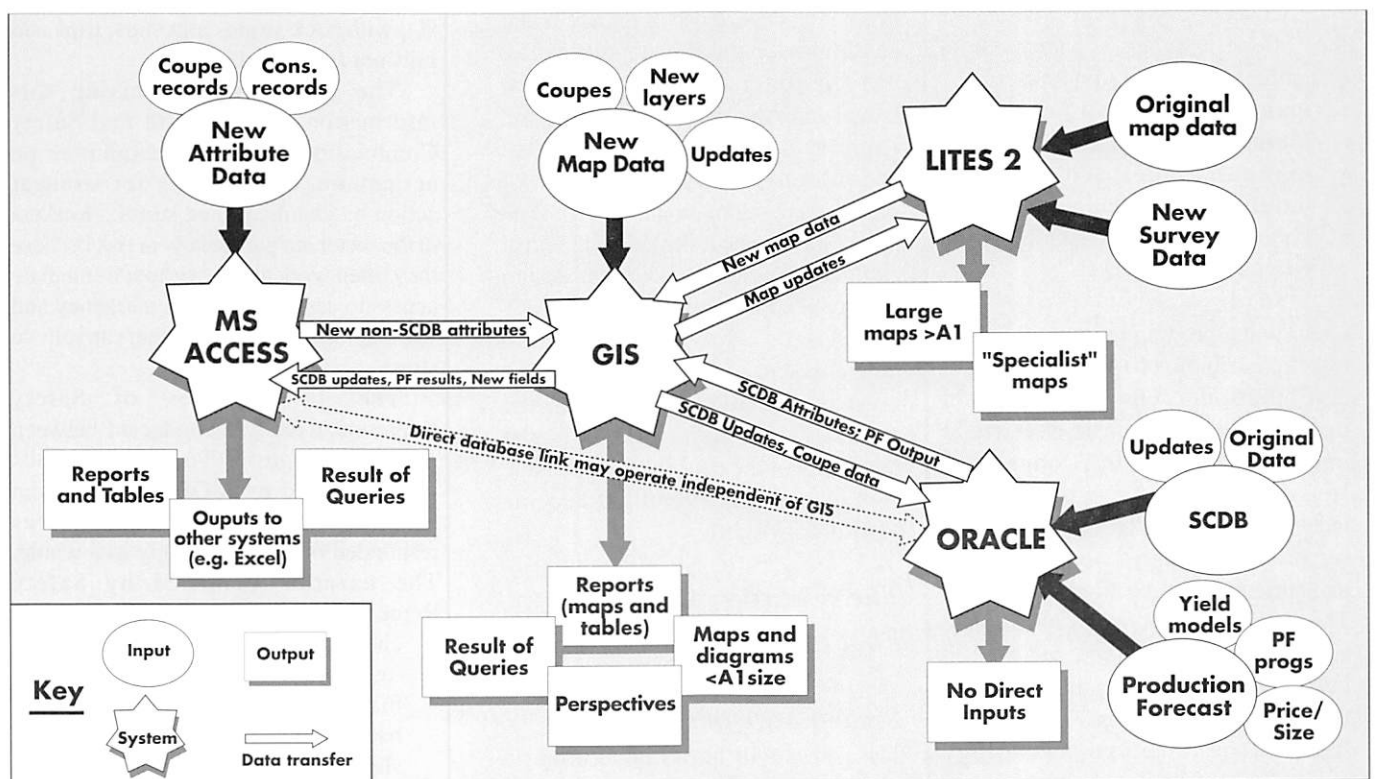 Coupe
records
Cons.
records
New
Attribute
Data
Coupes
New
layers
New
Map Data
Updates
LITES 2
Original
map data
New
Survey
Data
New map data
Map updates
Large
maps >A1
"Specialist"
maps
MS
ACCESS
New non-SCDB attributes
GIS
SCDB updates, PF results, New fields
SCDB Attributes; PF Output
SCDB Updates, Coupe data
Direct database link may operate independent of GIS
Reports
and Tables
Result of
Queries
Ouputs to
other systems
(e.g. Excel)
Updates
Original
Data
SCDB
ORACLE
Reports
(maps and
tables)
Result of
Queries
Maps and
diagrams
<A1size
Perspectives
Yield
models
PF
progs
Production
Forecast
Price/
Size
No Direct
Inputs
Key
Input
Output
System
Data transfer